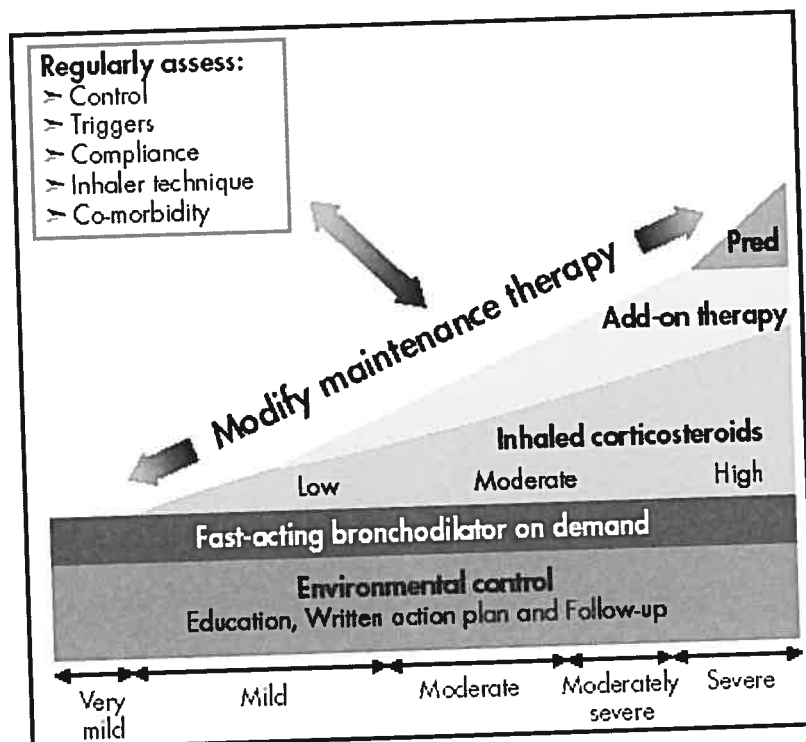 Regularly assess:
➢ Control
➢ Triggers
➢ Compliance
➢ Inhaler technique
➢ Co-morbidity
Modify maintenance therapy
Pred
Add-on therapy
Inhaled corticosteroids
Low Moderate High
Fast-acting bronchodilator on demand
Environmental control
Education, Written action plan and Follow-up
Very
mild
Mild
Moderate
Moderately
severe
Severe